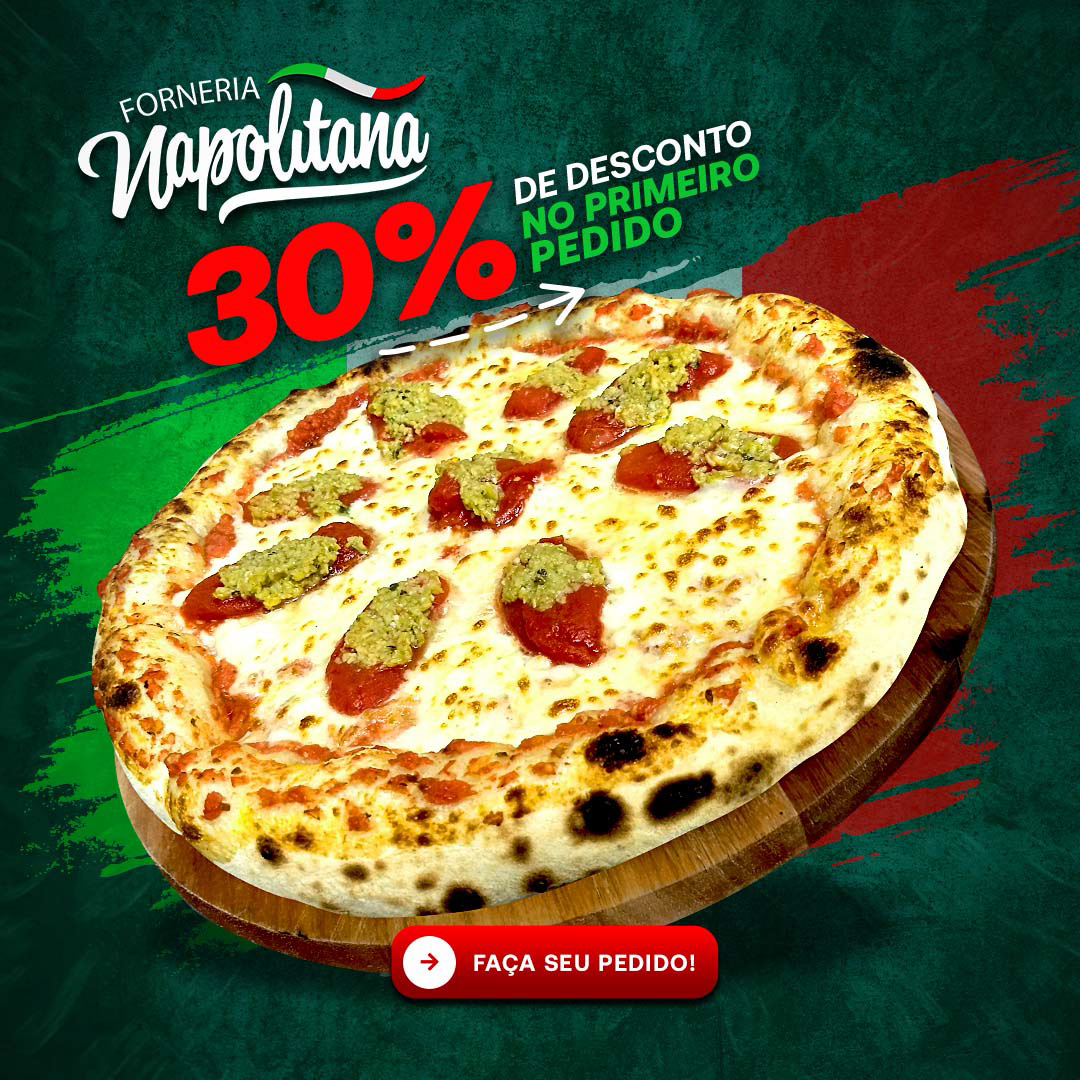 FORNERIA
Napolitana
30%
DE DESCONTO
NO PRIMEIRO
PEDIDO
FAÇA SEU PEDIDO!